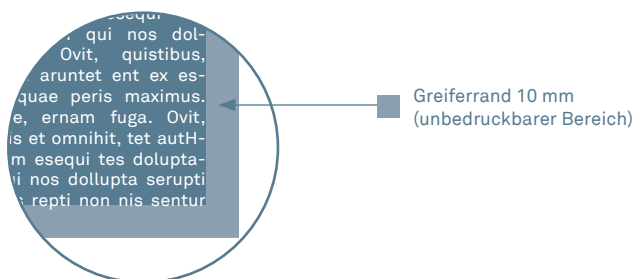 qui nos dol-
Ovit, quistibus,
aruntet ent ex es-
quae peris maximus.
ernam fuga. Ovit,
et omnihit, tet autH-
esequi tes dolupta-
nos dollupta serupti
repti non nis sentur
Greiferrand 10 mm
(unbedruckbarer Bereich)